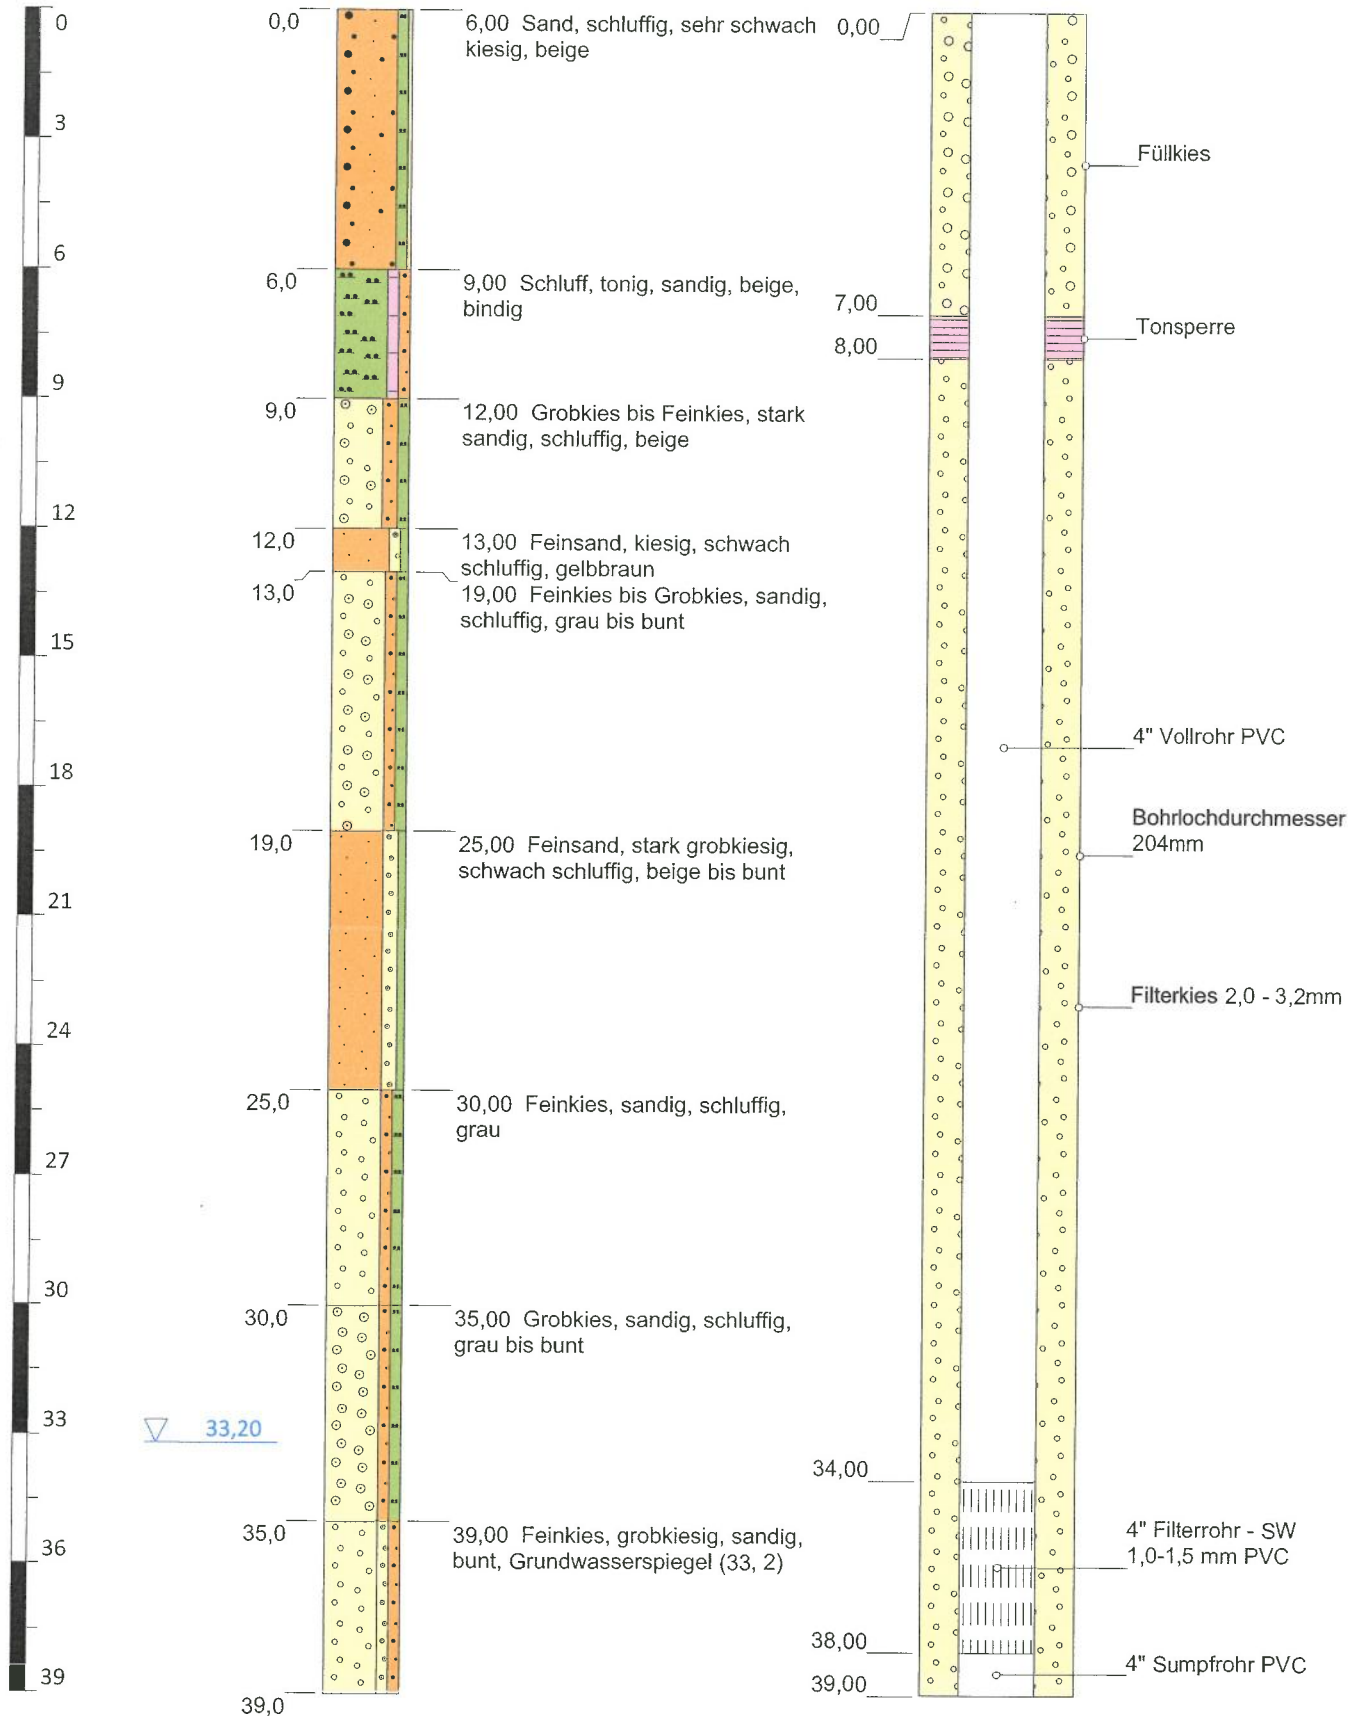 0
3
6
9
12
15
18
21
24
27
30
33
36
39
0,0
6,00 Sand, schluffig, sehr schwach
kiesig, beige
6,0
9,00 Schluff, tonig, sandig, beige,
bindig
9,0
12,00 Grobkies bis Feinkies, stark
sandig, schluffig, beige
12,0
13,00 Feinsand, kiesig, schwach
schluffig, gelbbraun
13,0
19,00 Feinkies bis Grobkies, sandig,
schluffig, grau bis bunt
19,0
25,00 Feinsand, stark grobkiesig,
schwach schluffig, beige bis bunt
25,0
30,00 Feinkies, sandig, schluffig,
grau
30,0
35,00 Grobkies, sandig, schluffig,
grau bis bunt
33,20
35,0
39,00 Feinkies, grobkiesig, sandig,
bunt, Grundwasserspiegel (33, 2)
39,0
0,00
Füllkies
7,00
Tonsperre
8,00
4" Vollrohr PVC
Bohrlochdurchmesser
204mm
Filterkies 2,0 - 3,2mm
34,00
4" Filterrohr - SW
1,0-1,5 mm PVC
38,00
4" Sumpfrohr PVC
39,00